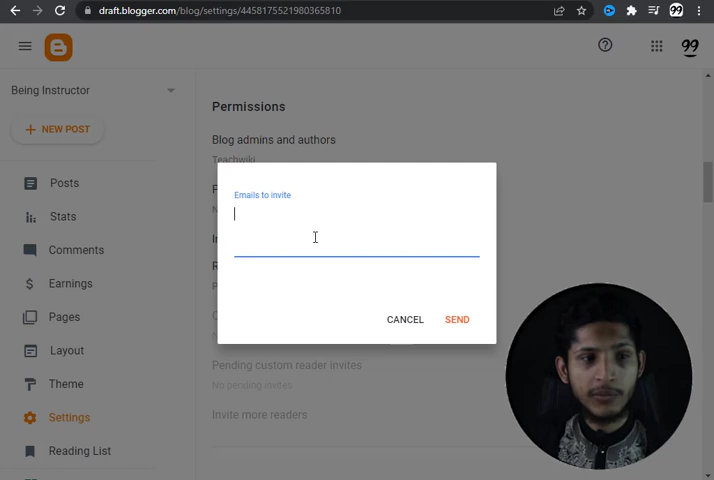 draft.blogger.com/blog/settings/4458175521980365810
99
99
Being Instructor
NEW POST
Posts
Stats
Comments
Earnings
Pages
Layout
Theme
Settings
Reading List
Permissions
Blog admins and authors
Teachwiki
Emails to invite
CANCEL SEND
Pending custom reader invites
No pending invites
Invite more readers